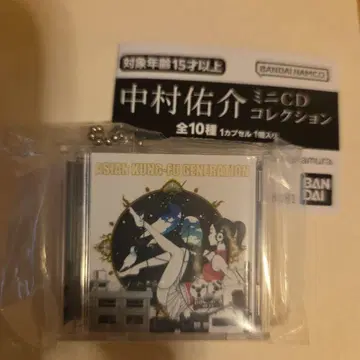 対象年齢15才以上
BANDAI NAMCO
中村佑介 ミニCD
コレクション
全10種 1カプセル1個入り
BAN
DAI
ASIAN KUNG-FU GENERATION